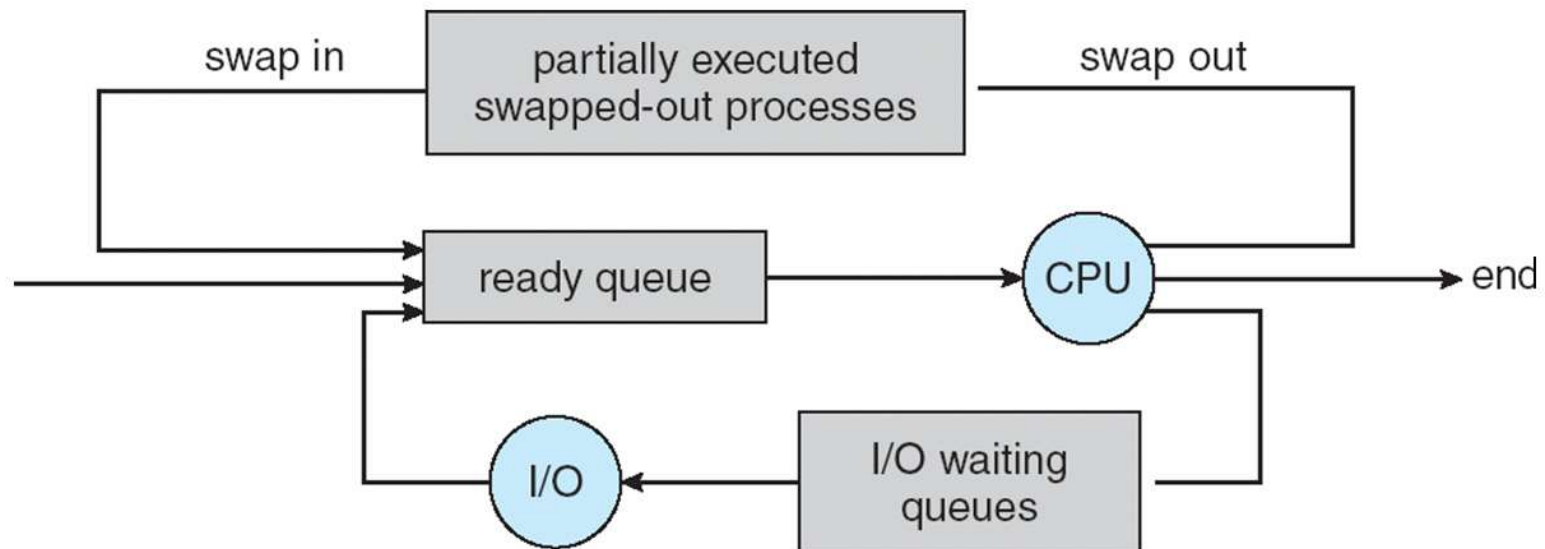 swap in
partially executed
swapped-out processes
swap out
ready queue
CPU
end
I/O
I/O waiting
queues